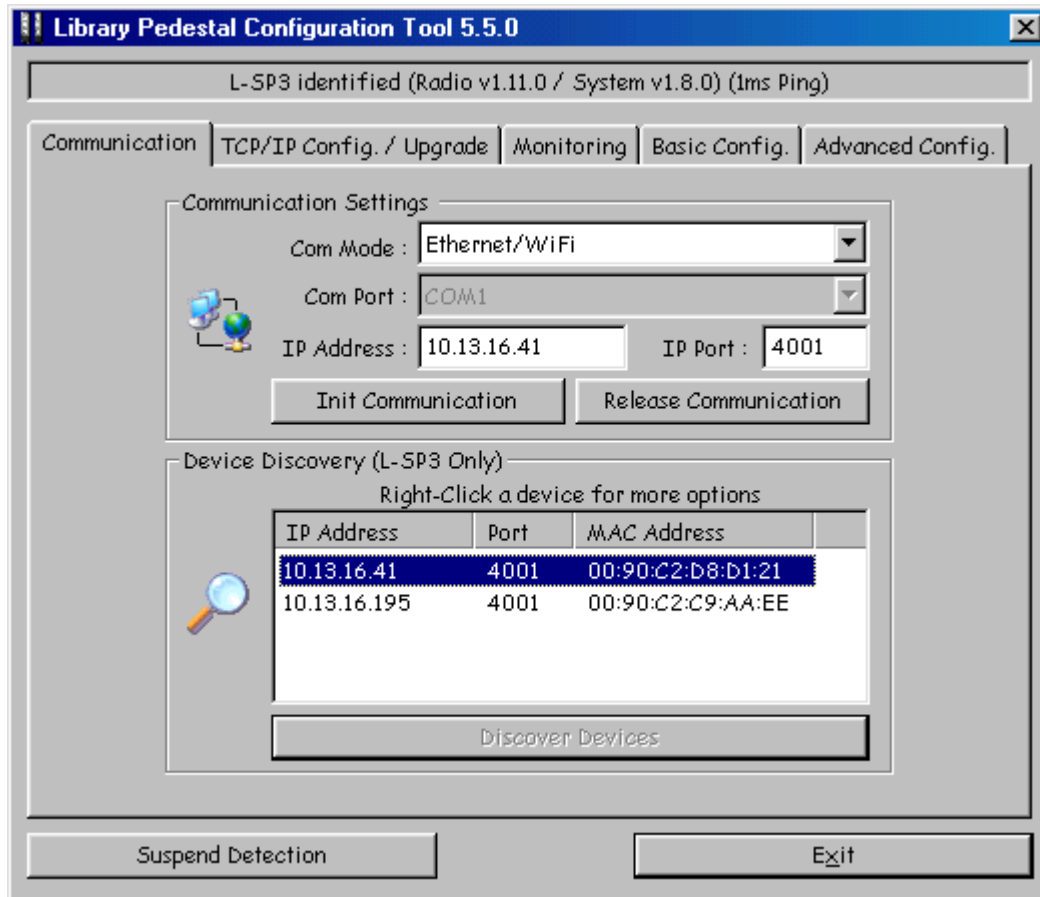 Library Pedestal Configuration Tool 5.5.0
L-SP3 identified (Radio v1.11.0 / System v1.8.0) (1ms Ping)
Communication TCP/IP Config. / Upgrade Monitoring Basic Config. Advanced Config.
Communication Settings
Com Mode : Ethernet/WiFi
Com Port : COM1
IP Address : 10.13.16.41 IP Port : 4001
Init Communication Release Communication
Device Discovery (L-SP3 Only)
Right-Click a device for more options
IP Address Port MAC Address
10.13.16.41 4001 00:90:C2:D8:D1:21
10.13.16.195 4001 00:90:C2:C9:AA:EE
Discover Devices
Suspend Detection Exit